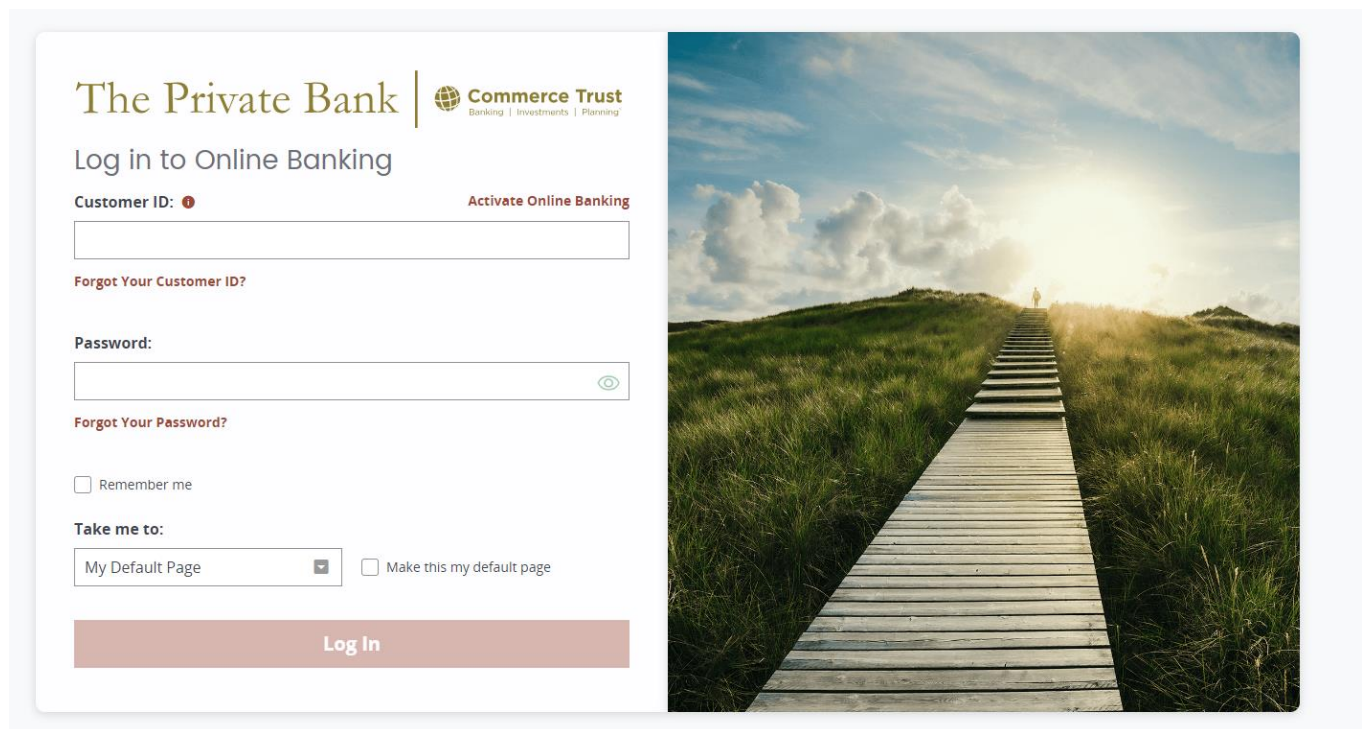 The Private Bank
Commerce Trust
Banking | Investments | Planning
Log in to Online Banking
Customer ID:
Activate Online Banking
Forgot Your Customer ID?
Password:
Forgot Your Password?
Remember me
Take me to:
My Default Page
Make this my default page
Log In